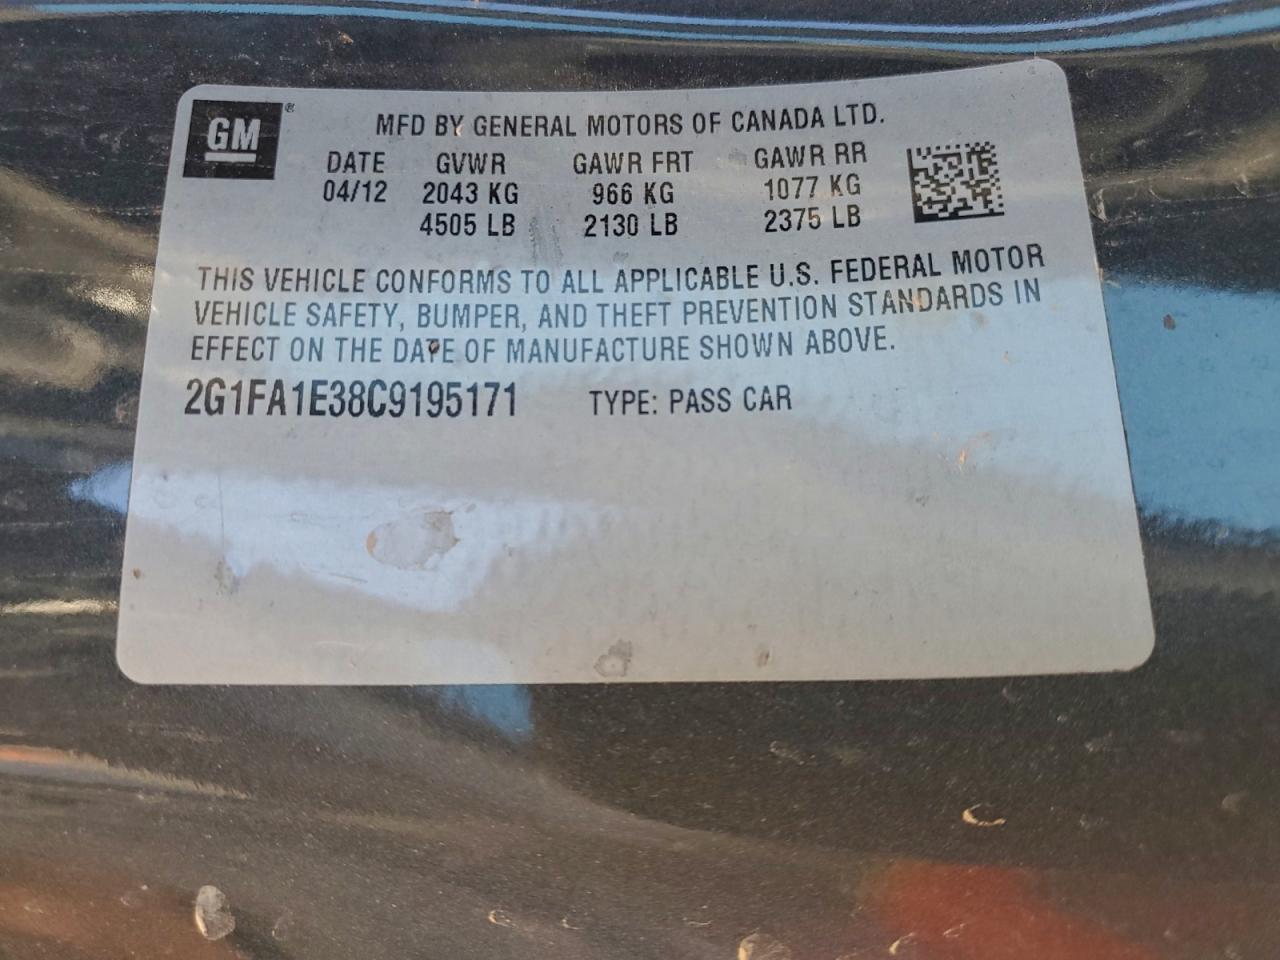 GM®
MFD BY GENERAL MOTORS OF CANADA LTD.
DATE GVWR GAWR FRT GAWR RR
04/12 2043 KG 966 KG 1077 KG
4505 LB 2130 LB 2375 LB
THIS VEHICLE CONFORMS TO ALL APPLICABLE U.S. FEDERAL MOTOR
VEHICLE SAFETY, BUMPER, AND THEFT PREVENTION STANDARDS IN
EFFECT ON THE DATE OF MANUFACTURE SHOWN ABOVE.
2G1FA1E38C9195171 TYPE: PASS CAR